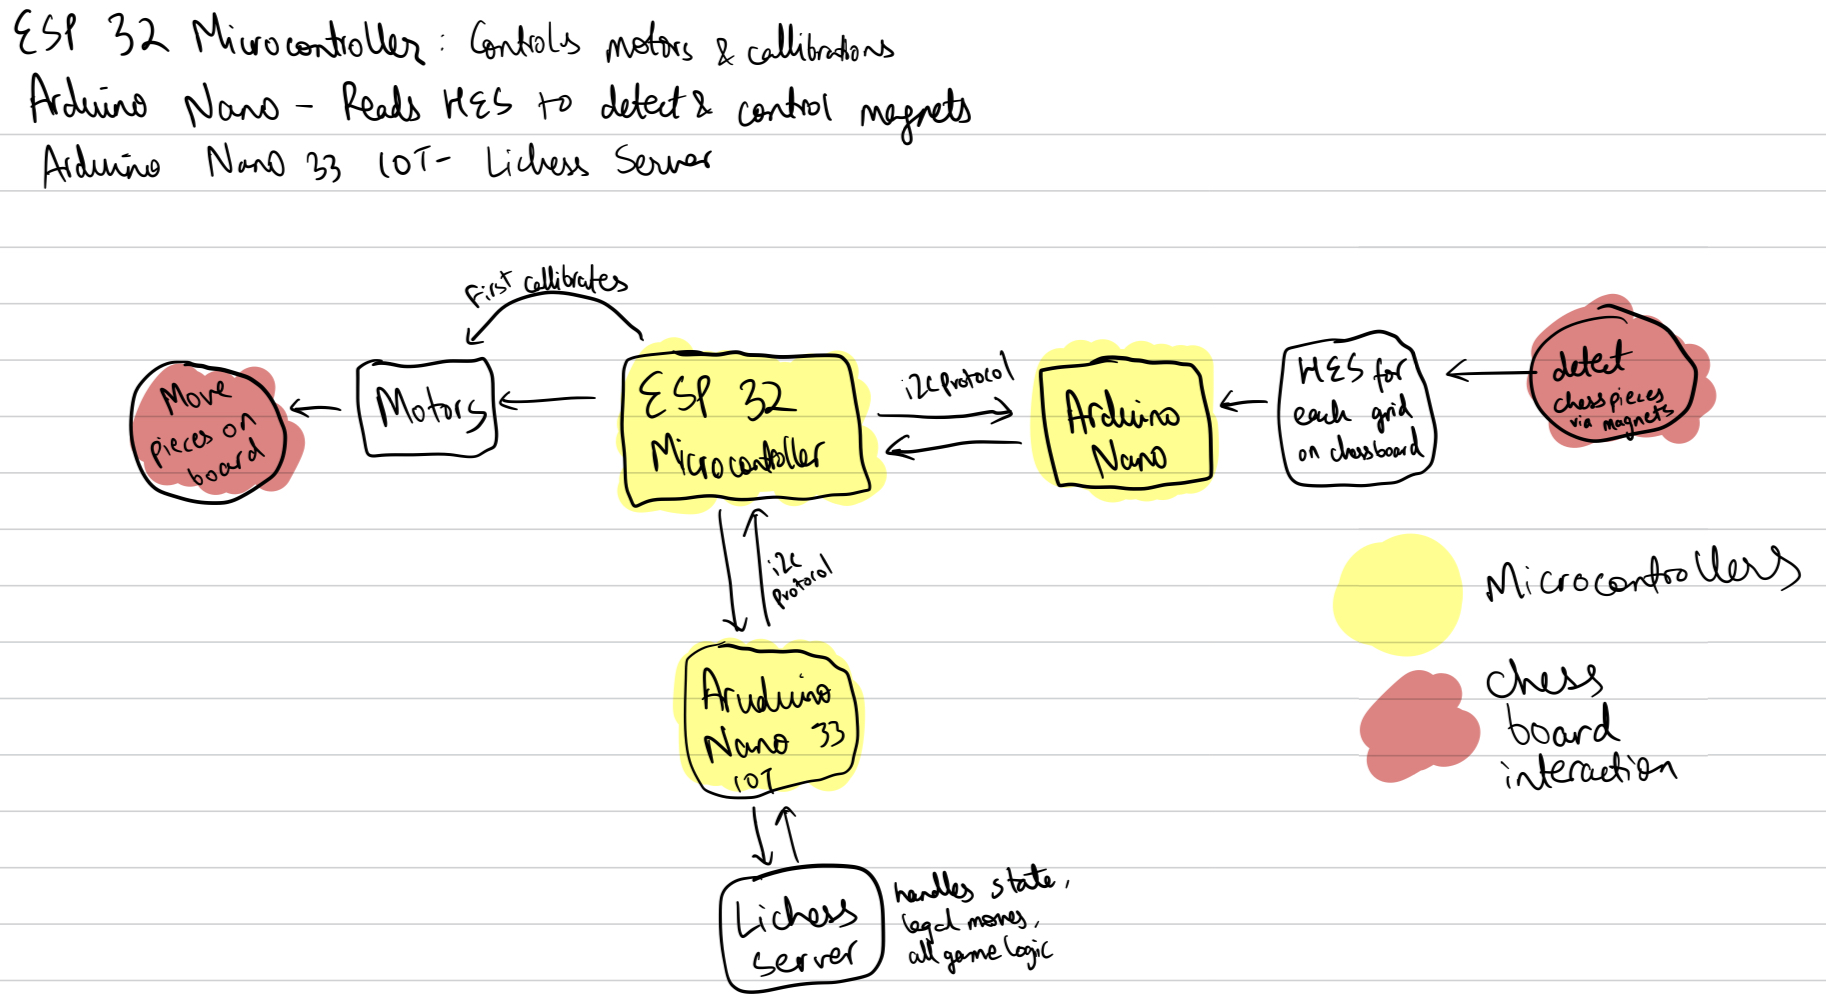 ESP 32 Microcontroller: Controls motors & callibrations
Arduino Nano - Reads HES to detect & control magnets
Arduino Nano 33 IOT- Lichess Server
First callibrates
Move
pieces on
board
Motors
ESP 32
Microcontroller
i2c Protocol
Arduino
Nano
HES for
each grid
on chessboard
detect
chess pieces
via magnets
i2c
Protocol
Microcontrollers
Aruduino
Nano 33
IOT
chess
board
interaction
Lichess
server
handles state,
legal moves,
all game logic